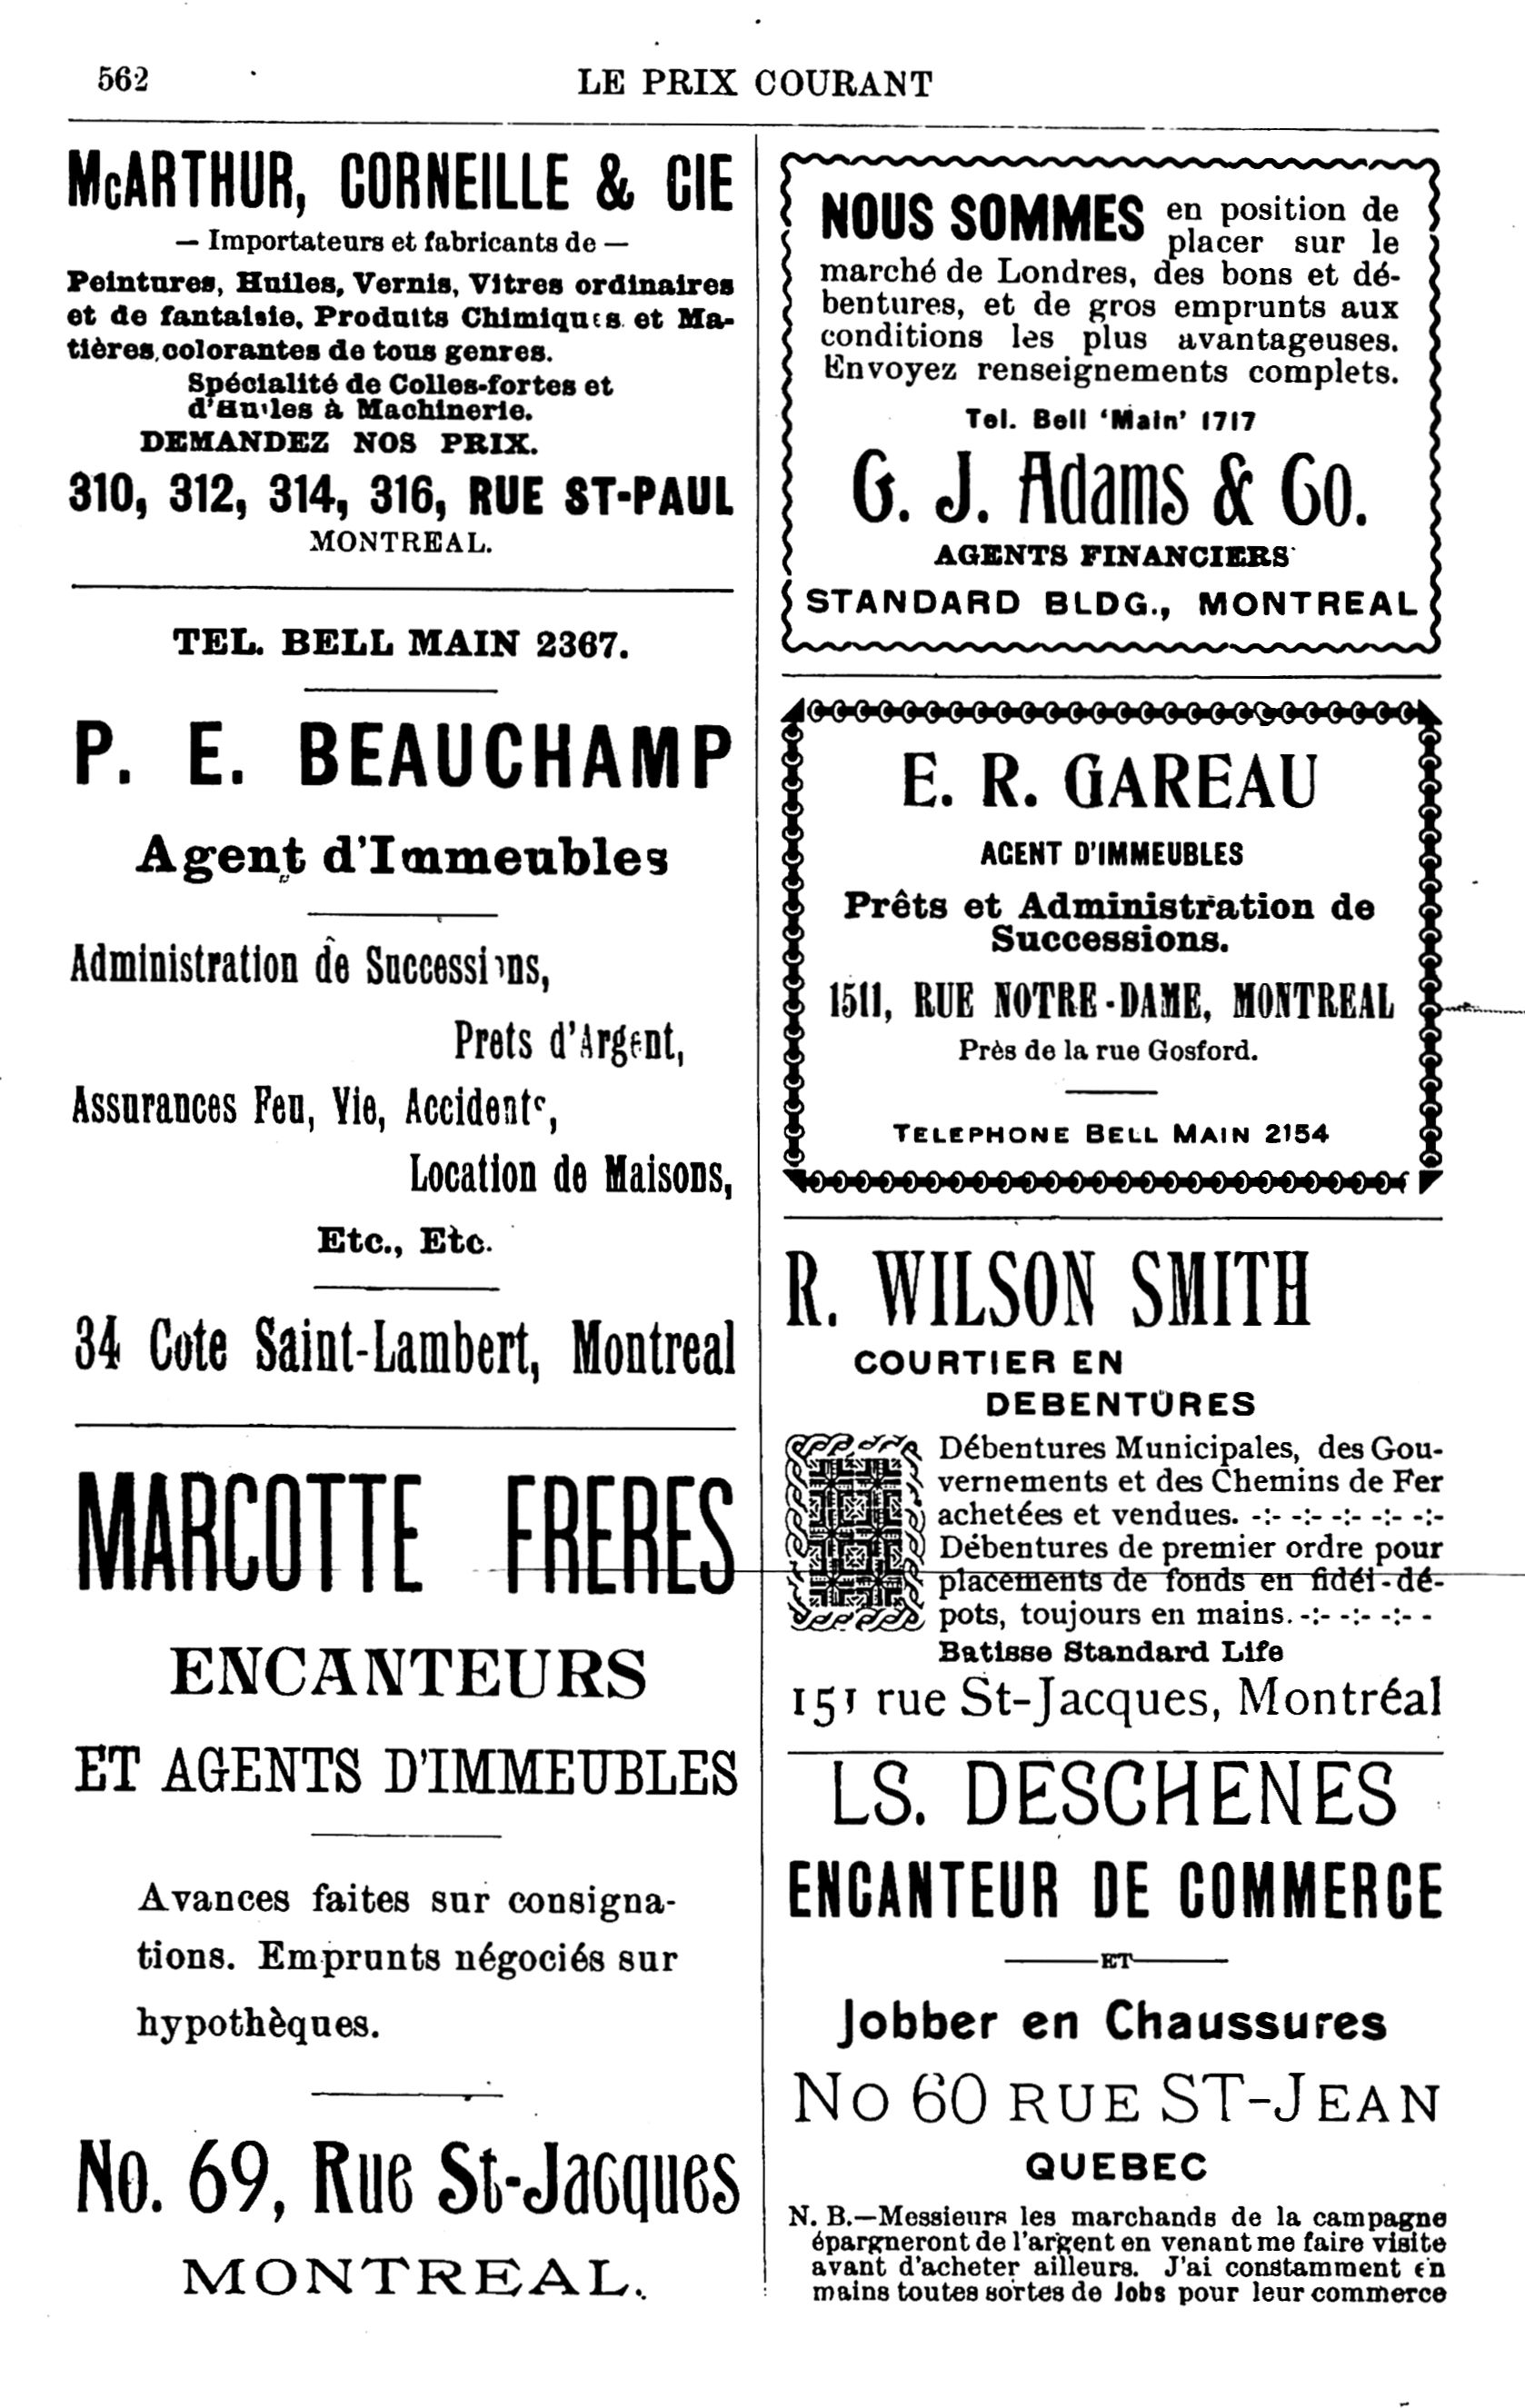 562
LE PRIX COURANT
McARTHUR, CORNEILLE & CIE
— Importateurs et fabricants de —
Peintures, Huiles, Vernis, Vitres ordinaires
et de fantaisie, Produits Chimiques et Ma-
tières colorantes de tous genres.
Spécialité de Colles-fortes et
d'Huiles à Machinerie.
DEMANDEZ NOS PRIX.
310, 312, 314, 316, RUE ST-PAUL
MONTREAL.
TEL. BELL MAIN 2367.
P. E. BEAUCHAMP
Agent d'Immeubles
Administration de Successions,
Prets d'Argent,
Assurances Feu, Vie, Accidents,
Location de Maisons,
Etc., Etc.
34 Cote Saint-Lambert, Montreal
MARCOTTE FRERES
ENCANTEURS
ET AGENTS D'IMMEUBLES
Avances faites sur consigna-
tions. Emprunts négociés sur
hypothèques.
No. 69, Rue St-Jacques
MONTREAL.
NOUS SOMMES en position de
placer sur le
marché de Londres, des bons et dé-
bentures, et de gros emprunts aux
conditions les plus avantageuses.
Envoyez renseignements complets.
Tel. Bell 'Main' 1717
G. J. Adams & Co.
AGENTS FINANCIERS
STANDARD BLDG., MONTREAL
E. R. GAREAU
AGENT D'IMMEUBLES
Prêts et Administration de
Successions.
1511, RUE NOTRE-DAME, MONTREAL
Près de la rue Gosford.
TELEPHONE BELL MAIN 2154
R. WILSON SMITH
COURTIER EN
DEBENTURES
Débentures Municipales, des Gou-
vernements et des Chemins de Fer
achetées et vendues. -:- -:- -:- -:- -:-
Débentures de premier ordre pour
placements de fonds en fidéi-dé-
pots, toujours en mains. -:- -:- -:- -
Batisse Standard Life
151 rue St-Jacques, Montréal
LS. DESCHENES
ENCANTEUR DE COMMERCE
ET
Jobber en Chaussures
No 60 RUE ST-JEAN
QUEBEC
N. B.—Messieurs les marchands de la campagne
épargneront de l'argent en venant me faire visite
avant d'acheter ailleurs. J'ai constamment en
mains toutes sortes de Jobs pour leur commerce